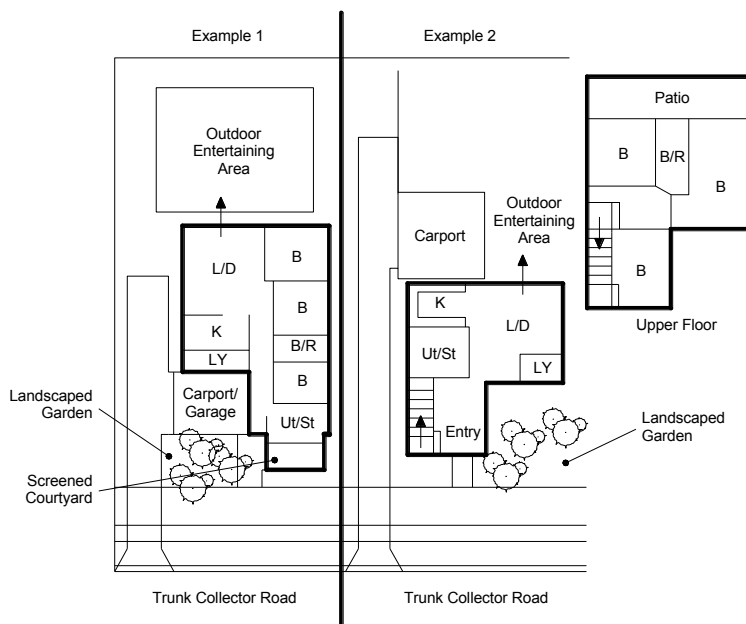 Example 1
Outdoor
Entertaining
Area
L/D
B
B
K
B/R
LY
B
Carport/
Garage
Ut/St
Landscaped
Garden
Screened
Courtyard
Trunk Collector Road
Example 2
Carport
Outdoor
Entertaining
Area
K
L/D
Ut/St
LY
Entry
Landscaped
Garden
Trunk Collector Road
Patio
B
B/R
B
B
Upper Floor